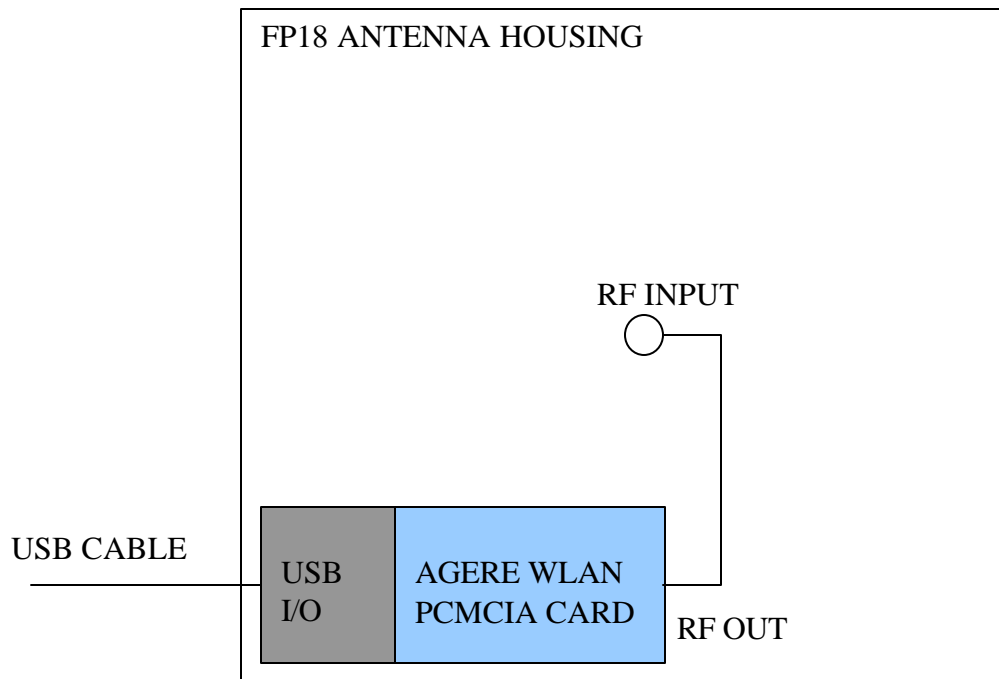 FP18 ANTENNA HOUSING
RF INPUT
USB CABLE
USB
I/O
AGERE WLAN
PCMCIA CARD
RF OUT